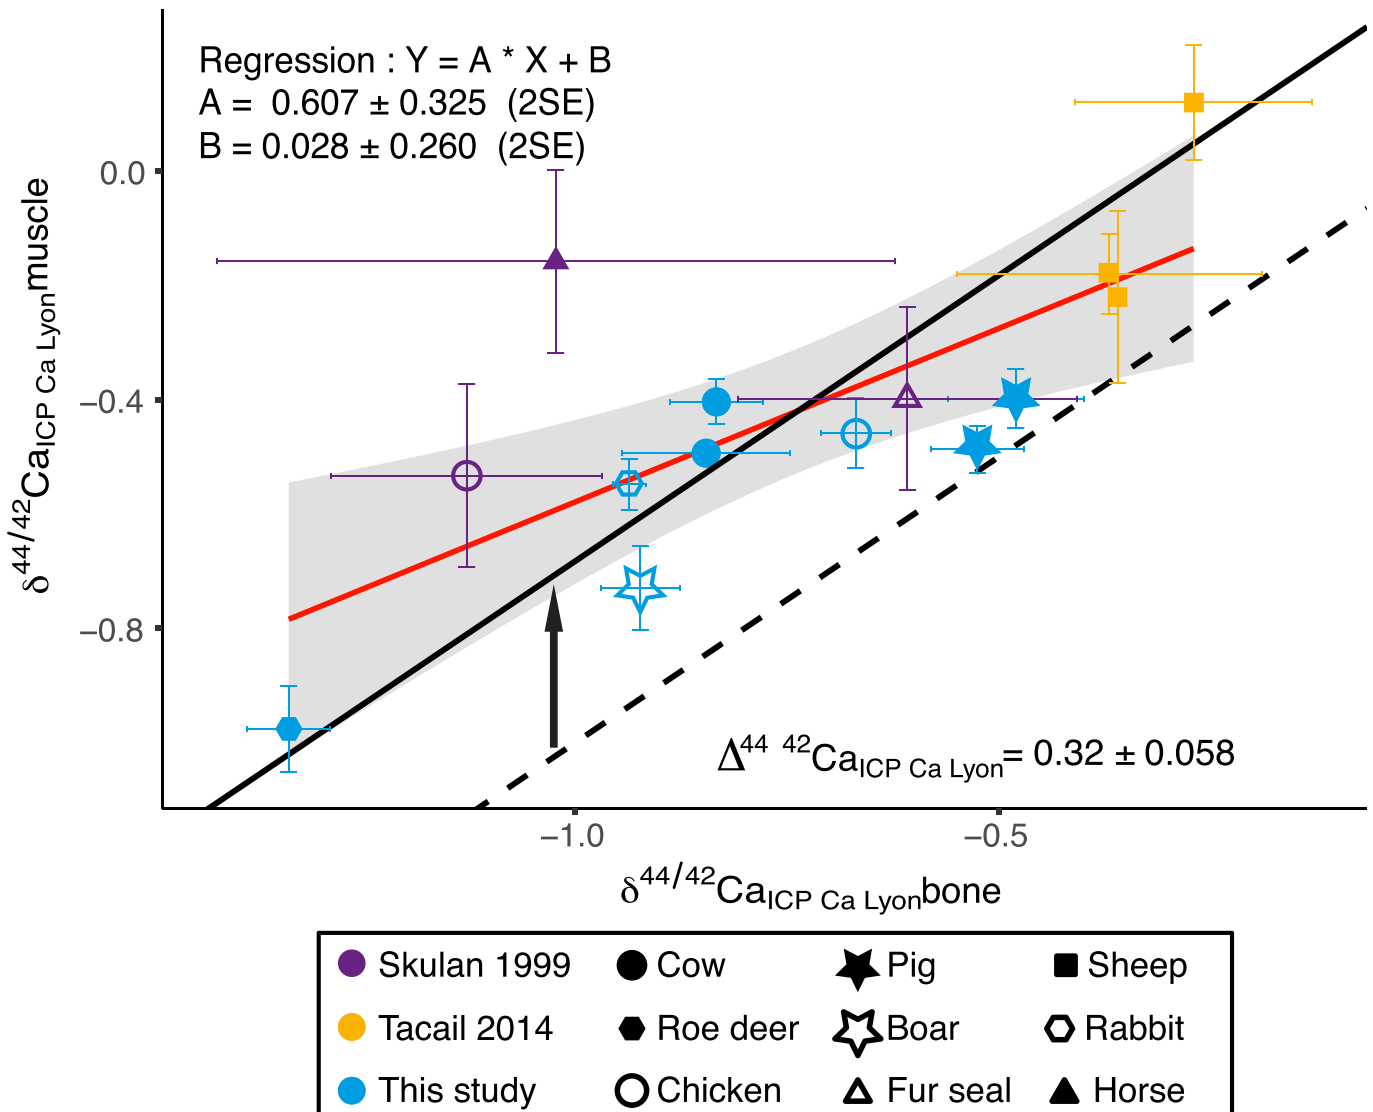 Regression : Y = A * X + B
A = 0.607 ± 0.325 (2SE)
B = 0.028 ± 0.260 (2SE)
0.0
−0.4
−0.8
δ44/42CaICP Ca Lyonmuscle
Δ44 42CaICP Ca Lyon= 0.32 ± 0.058
−1.0 −0.5
δ44/42CaICP Ca Lyonbone
Skulan 1999 Cow Pig Sheep
Tacail 2014 Roe deer Boar Rabbit
This study Chicken Fur seal Horse